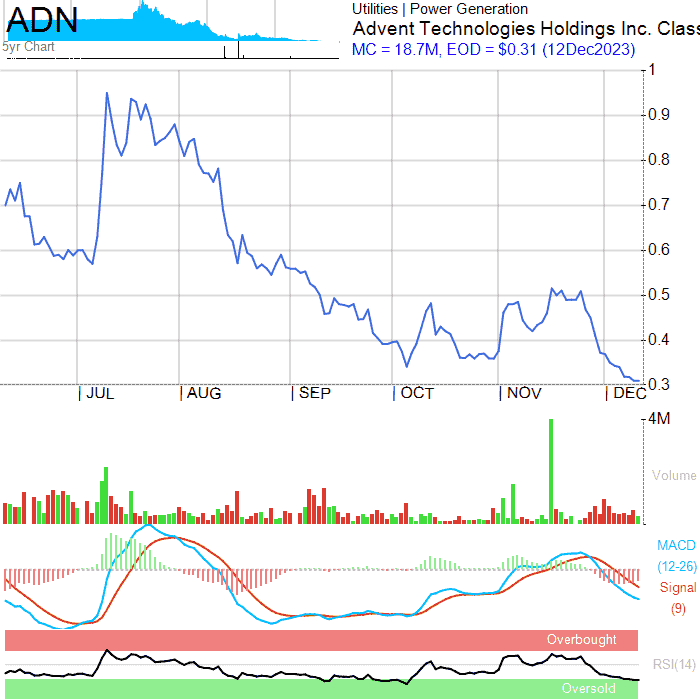 ADN
Utilities | Power Generation
Advent Technologies Holdings Inc. Clas
5yr Chart
MC = 18.7M, EOD = $0.31 (12Dec2023)
1
0.9
0.8
0.7
0.6
0.5
0.4
0.3
| JUL | AUG | SEP | OCT | NOV | DEC
4M
Volume
MACD
(12-26)
Signal
(9)
Overbought
RSI(14)
Oversold